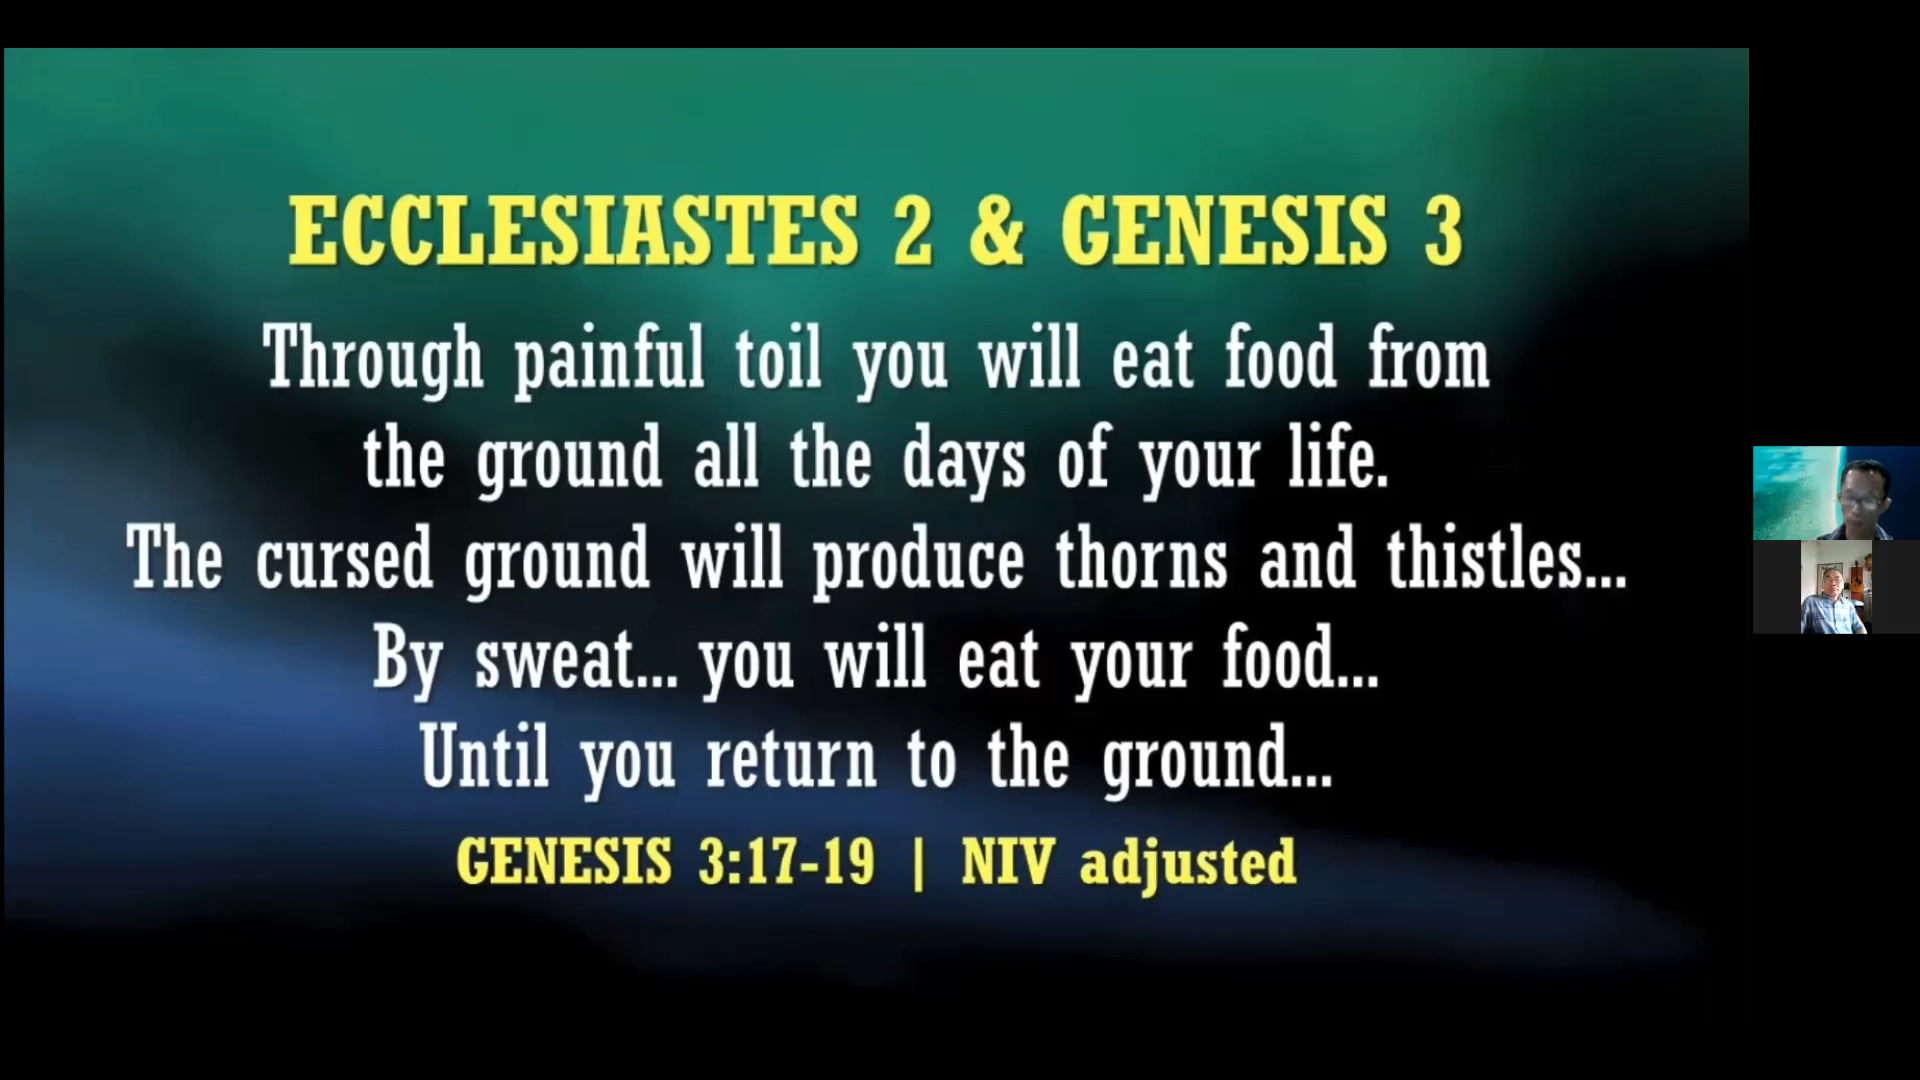 ECCLESIASTES 2 & GENESIS 3
Through painful toil you will eat food from
the ground all the days of your life.
The cursed ground will produce thorns and thistles...
By sweat... you will eat your food...
Until you return to the ground...
GENESIS 3:17-19 | NIV adjusted